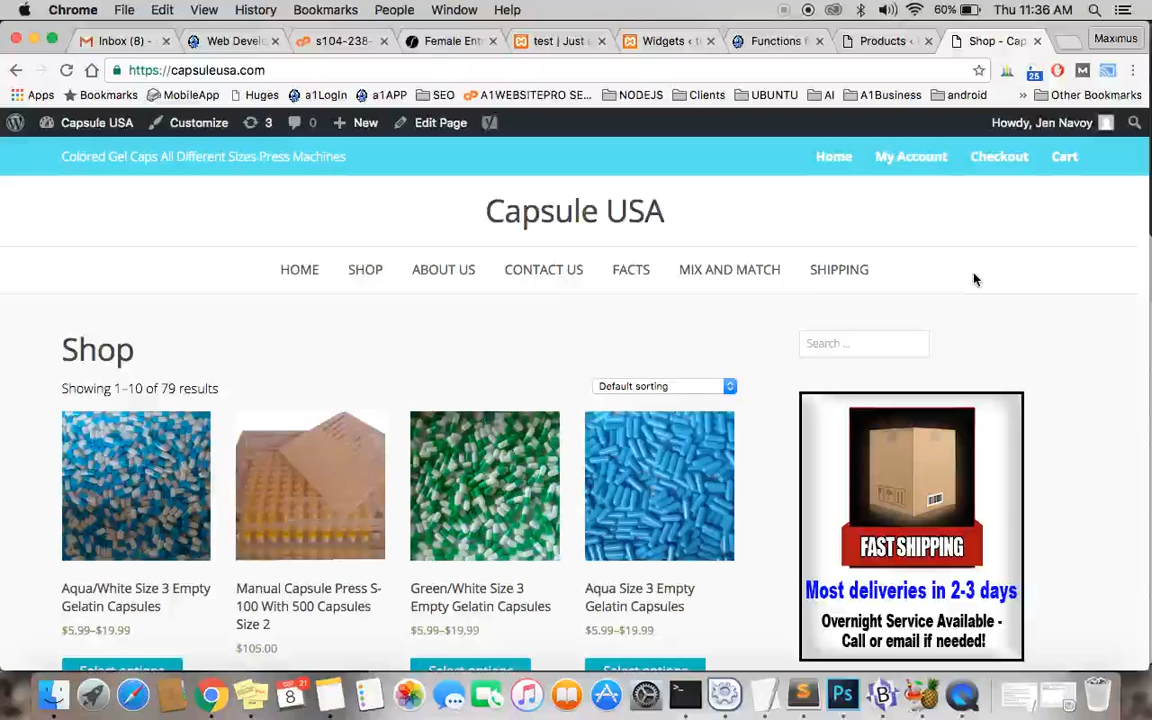 Chrome File Edit View History Bookmarks People Window Help 60% Thu 11:36 AM
Inbox (8) - Web Devel s104-238- Female Ent test | Just Widgets ‹ Functions Products ‹ Shop - Cap Maximus
https://capsuleusa.com 25
Apps Bookmarks MobileApp Huges a1LogIn a1APP SEO A1WEBSITEPRO SE... NODEJS Clients UBUNTU AI A1Business android » Other Bookmarks
Capsule USA Customize 3 0 New Edit Page Howdy, Jen Navoy
Colored Gel Caps All Different Sizes Press Machines Home My Account Checkout Cart
Capsule USA
HOME SHOP ABOUT US CONTACT US FACTS MIX AND MATCH SHIPPING
Shop
Search ...
Showing 1–10 of 79 results Default sorting
FAST SHIPPING
Most deliveries in 2-3 days
Overnight Service Available -
Call or email if needed!
Aqua/White Size 3 Empty
Gelatin Capsules
$5.99–$19.99
Manual Capsule Press S-
100 With 500 Capsules
Size 2
$105.00
Green/White Size 3
Empty Gelatin Capsules
$5.99–$19.99
Aqua Size 3 Empty
Gelatin Capsules
$5.99–$19.99
Select options Select options
8 21 Ps B